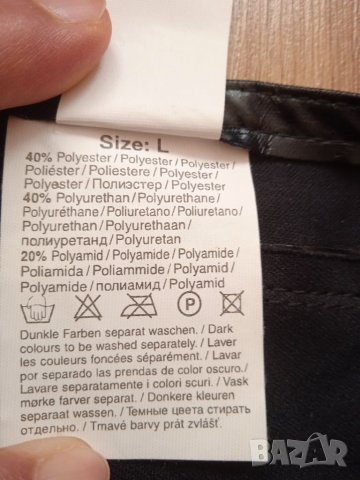 Size: L
40% Polyester / Polyester / Polyester /
Poliéster / Poliestere / Polyester /
Polyester / Полиэстер / Polyester
40% Polyurethan / Polyurethane /
Polyuréthane / Poliuretano / Poliuretano /
Polyurethan / Polyurethaan /
полиуретанд / Polyuretan
20% Polyamid / Polyamide / Polyamide /
Poliamida / Poliammide / Polyamid /
Polyamide / полиамид / Polyamid
P
Dunkle Farben separat waschen. / Dark
colours to be washed separately. / Laver
les couleurs foncées séparément. /
Lavar separado las prendas de color oscuro. /
Lavare separatamente i colori scuri. / Vask
mørke farver separat. / Donkere kleuren
separaat wassen. / Темные цвета стирать
отдельно. / Tmavé barvy prát zvlášť.
BAZAR